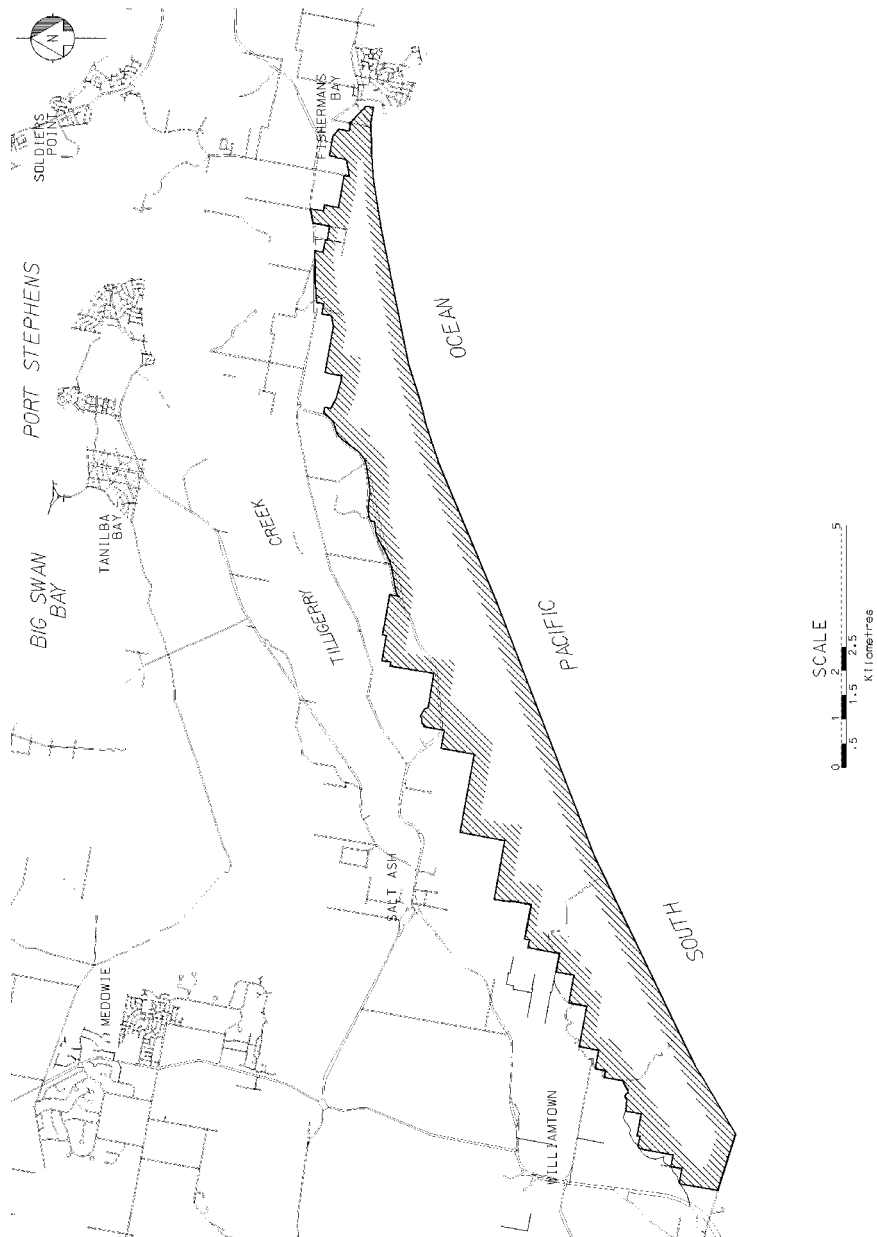 N
SOLDIERS
POINT
FISHERMANS
BAY
PORT STEPHENS
OCEAN
BIG SWAN
BAY
TANILBA
BAY
CREEK
TILIGERRY
PACIFIC
SALT ASH
SOUTH
MEDOWIE
WILLIAMTOWN
SCALE
0 1 2 5
.5 1.5 2.5
Kilometres